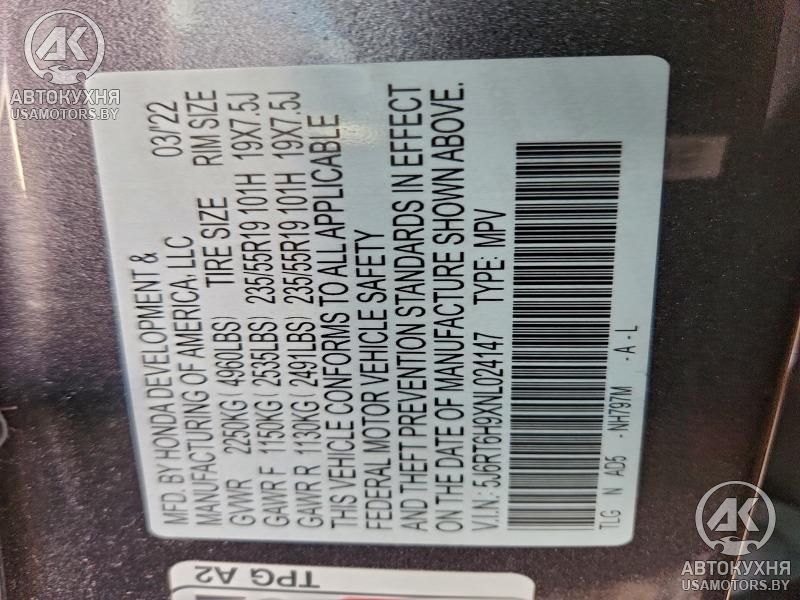 MFD. BY HONDA DEVELOPMENT &
MANUFACTURING OF AMERICA, LLC 03/'22
GVWR 2250KG ( 4960LBS) TIRE SIZE RIM SIZE
GAWR F 1150KG ( 2535LBS) 235/55R19 101H 19X7.5J
GAWR R 1130KG ( 2491LBS) 235/55R19 101H 19X7.5J
THIS VEHICLE CONFORMS TO ALL APPLICABLE
FEDERAL MOTOR VEHICLE SAFETY
AND THEFT PREVENTION STANDARDS IN EFFECT
ON THE DATE OF MANUFACTURE SHOWN ABOVE.
V.I.N.: 5J6RT6H9XNL024147 TYPE: MPV
TLG N AD5 -NH797M -A-L
TPG A2
АК
АВТОКУХНЯ
USAMOTORS.BY
АК
АВТОКУХНЯ
USAMOTORS.BY